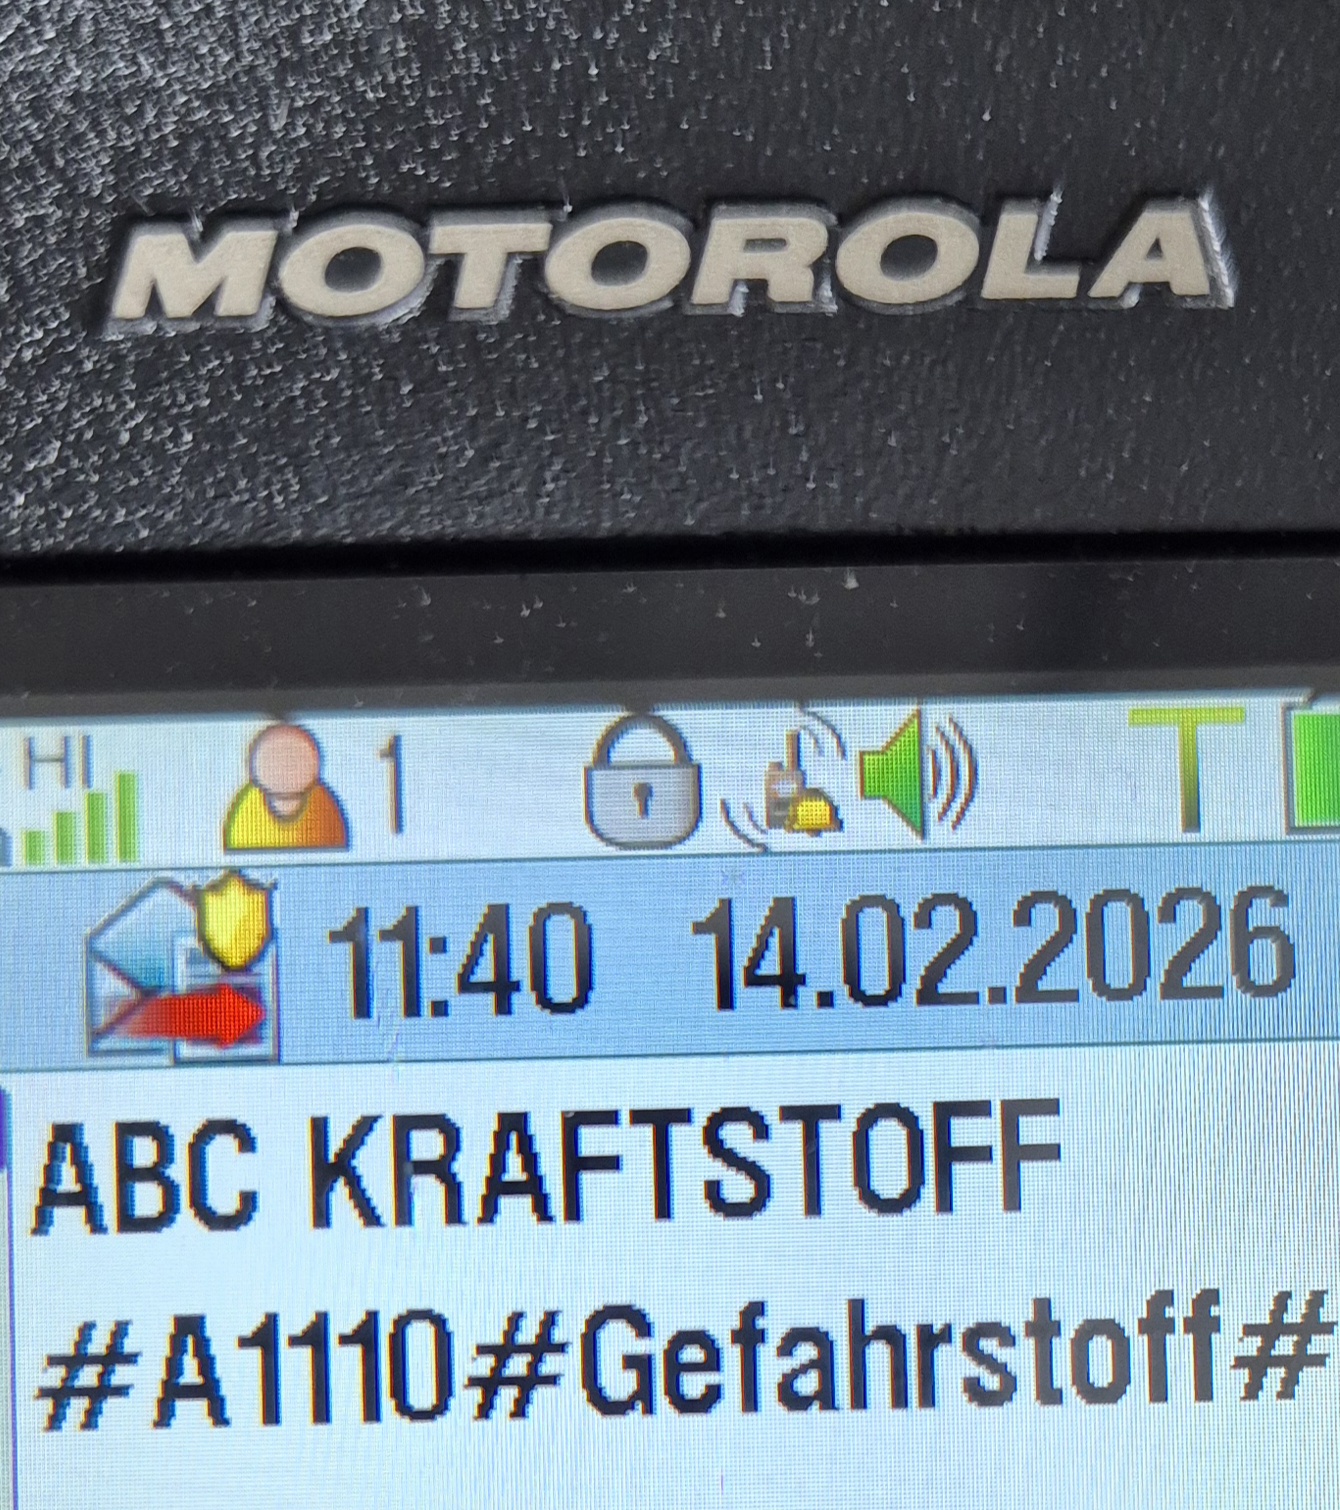 MOTOROLA
HI 1 T
11:40 14.02.2026
ABC KRAFTSTOFF
#A1110#Gefahrstoff#